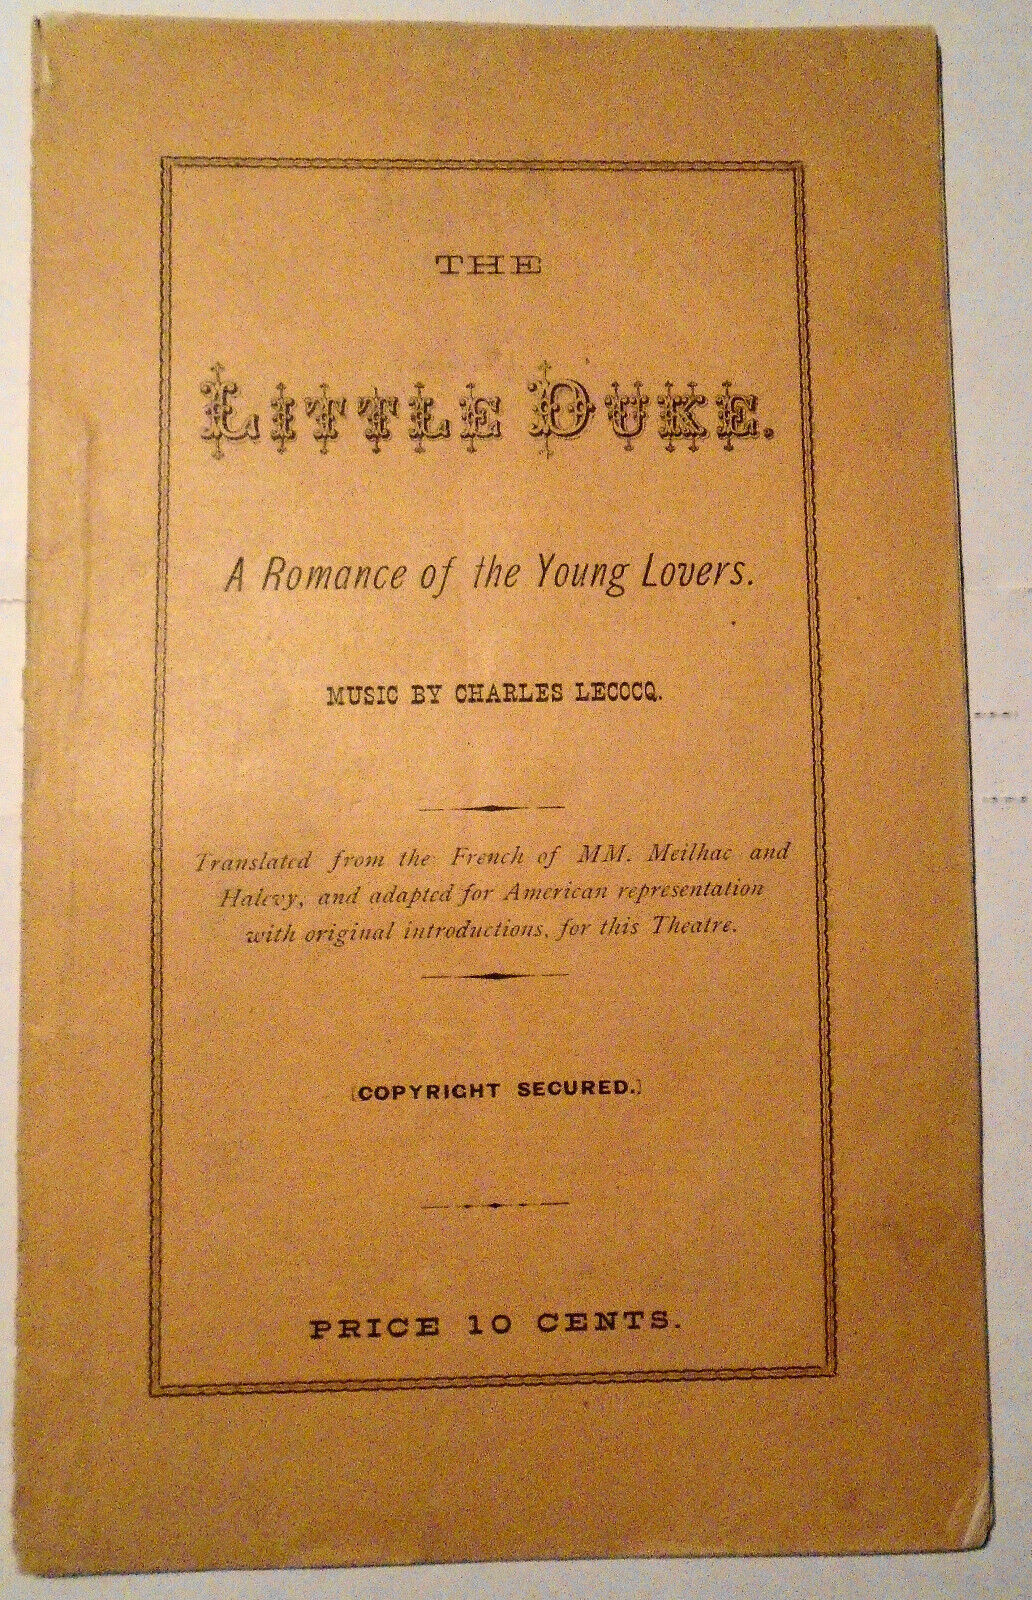 THE
LITTLE DUKE.
A Romance of the Young Lovers.
MUSIC BY CHARLES LECOCQ.
Translated from the French of MM. Meilhac and
Halevy, and adapted for American representation
with original introductions, for this Theatre.
[COPYRIGHT SECURED.]
PRICE 10 CENTS.